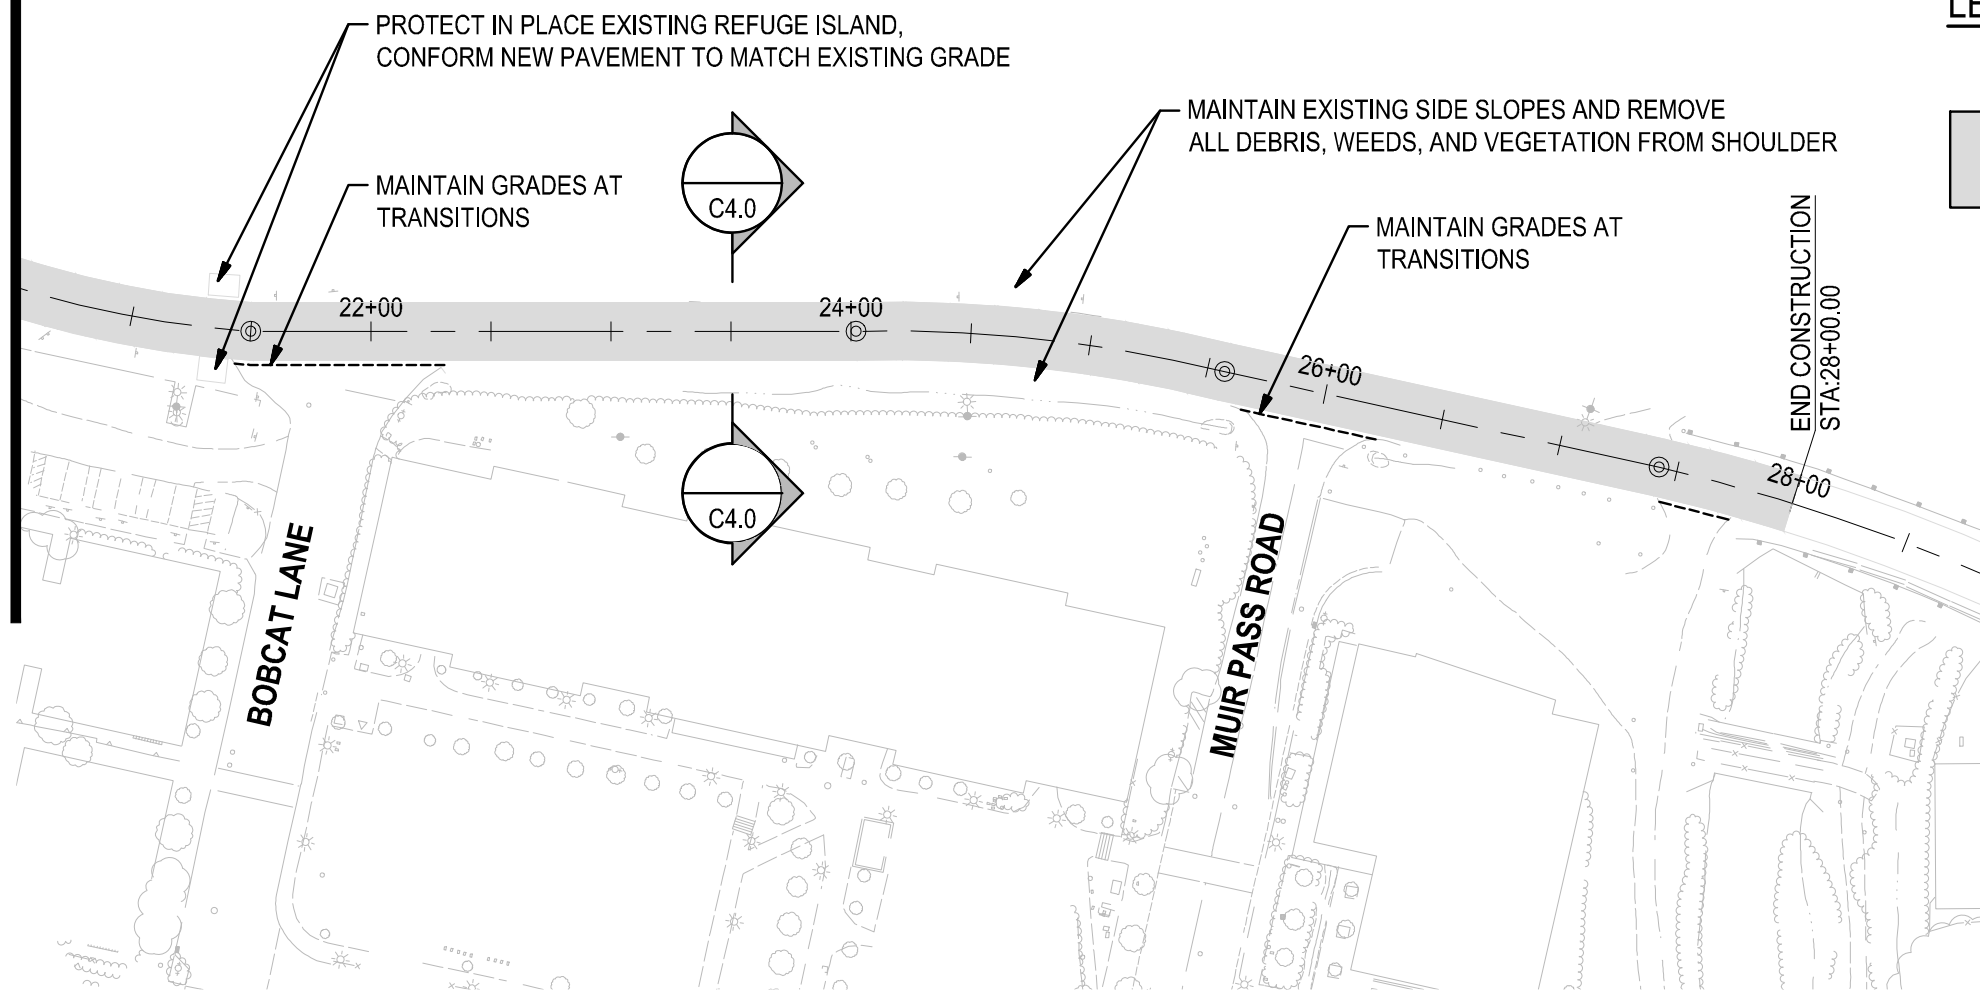 PROTECT IN PLACE EXISTING REFUGE ISLAND,
CONFORM NEW PAVEMENT TO MATCH EXISTING GRADE
MAINTAIN EXISTING SIDE SLOPES AND REMOVE
ALL DEBRIS, WEEDS, AND VEGETATION FROM SHOULDER
MAINTAIN GRADES AT
TRANSITIONS
C4.0
MAINTAIN GRADES AT
TRANSITIONS
END CONSTRUCTION
STA:28+00.00
22+00
24+00
26+00
28+00
C4.0
BOBCAT LANE
MUIR PASS ROAD